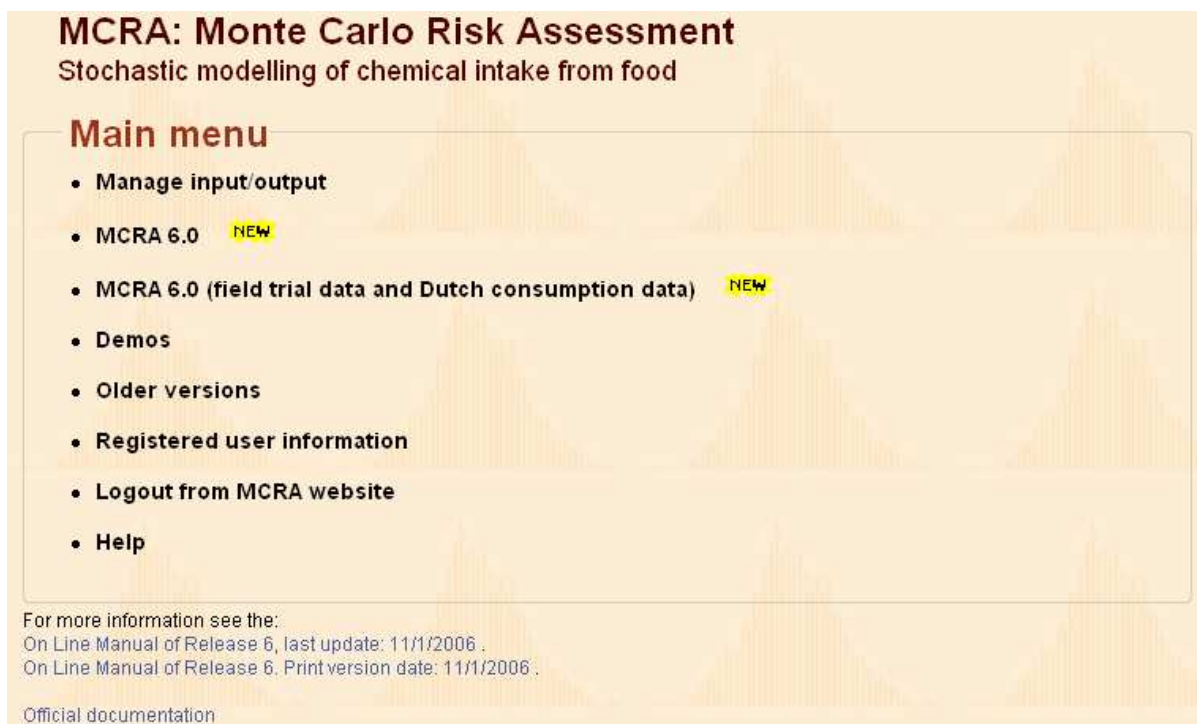 MCRA: Monte Carlo Risk Assessment
Stochastic modelling of chemical intake from food
Main menu
• Manage input/output
• MCRA 6.0 NEW
• MCRA 6.0 (field trial data and Dutch consumption data) NEW
• Demos
• Older versions
• Registered user information
• Logout from MCRA website
• Help
For more information see the:
On Line Manual of Release 6, last update: 11/1/2006 .
On Line Manual of Release 6. Print version date: 11/1/2006 .
Official documentation